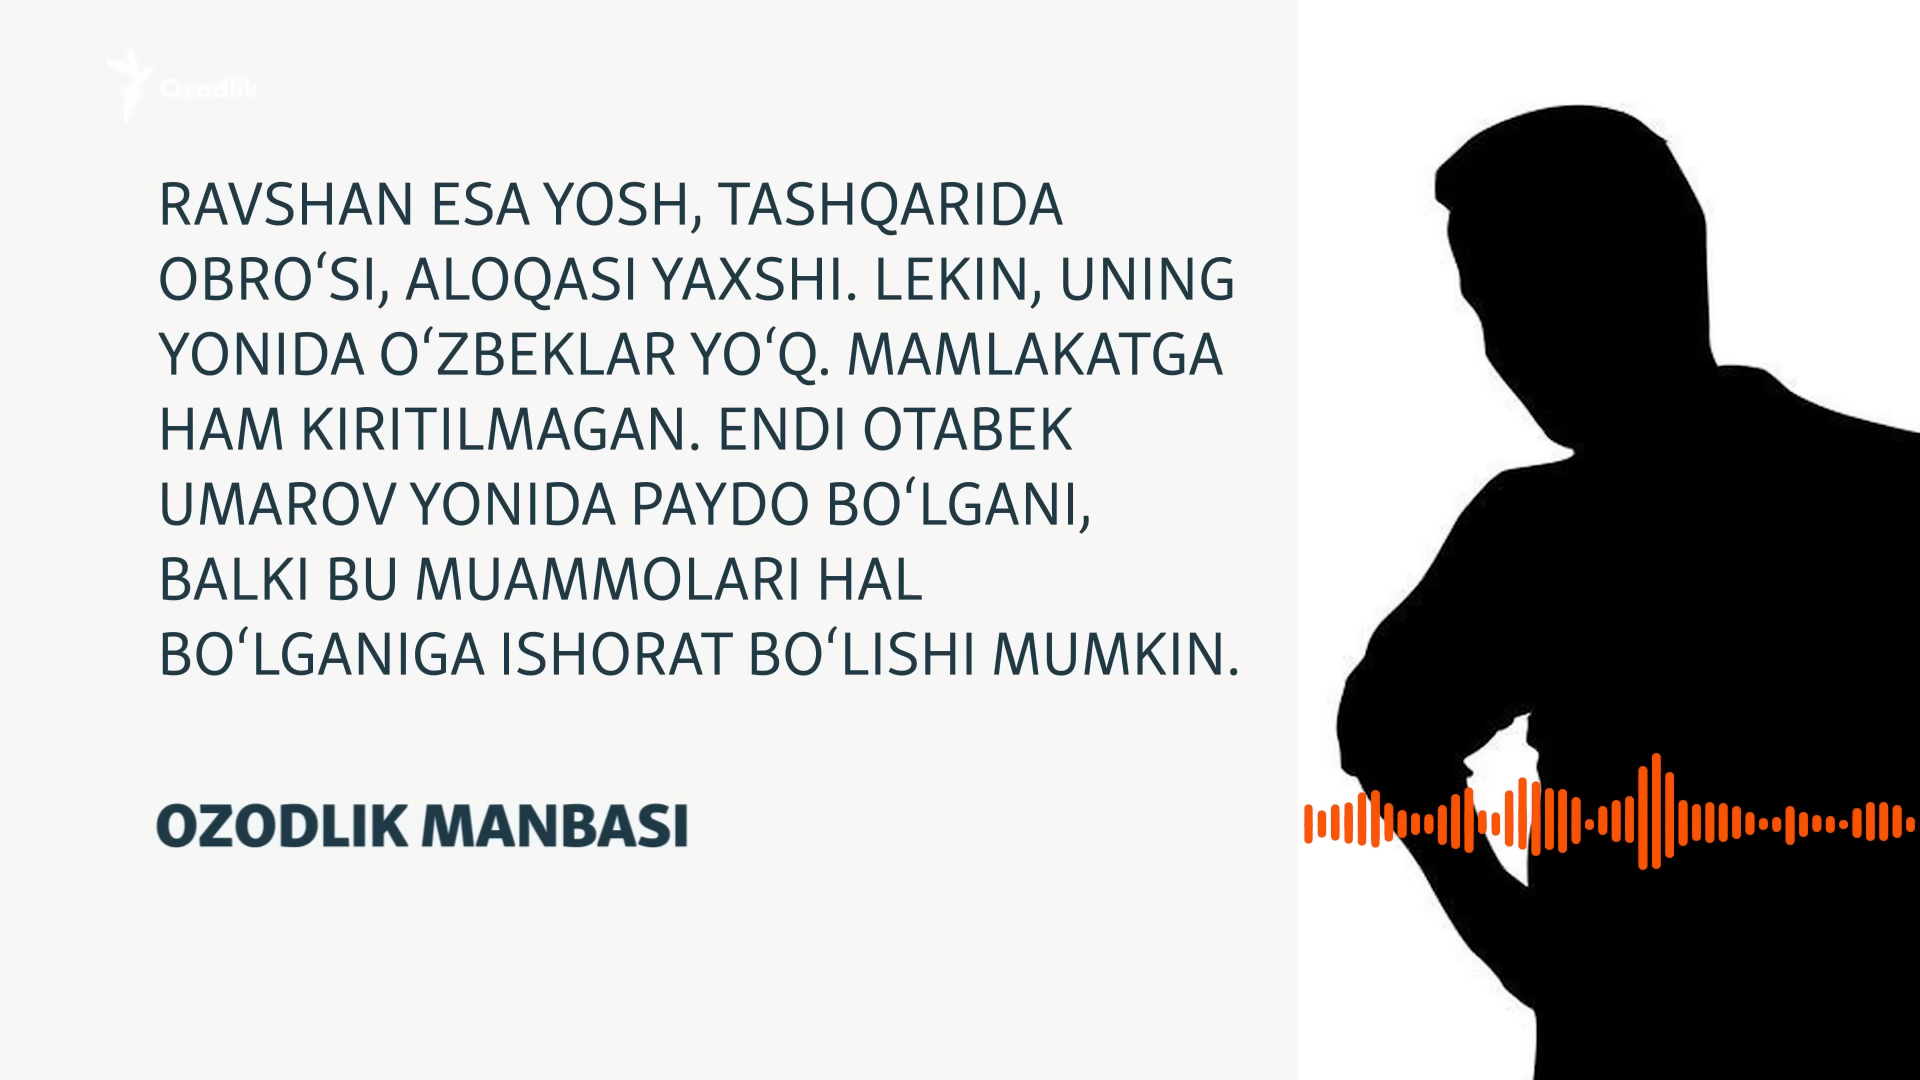 Ozodlik
RAVSHAN ESA YOSH, TASHQARIDA
OBRO‘SI, ALOQASI YAXSHI. LEKIN, UNING
YONIDA O‘ZBEKLAR YO‘Q. MAMLAKATGA
HAM KIRITILMAGAN. ENDI OTABEK
UMAROV YONIDA PAYDO BO‘LGANI,
BALKI BU MUAMMOLARI HAL
BO‘LGANIGA ISHORAT BO‘LISHI MUMKIN.
OZODLIK MANBASI